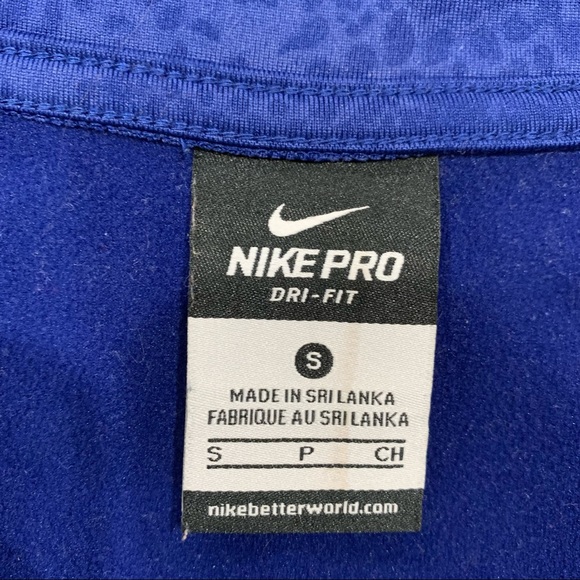 NIKE PRO
DRI-FIT
S
MADE IN SRI LANKA
FABRIQUE AU SRI LANKA
S P CH
nikebetterworld.com